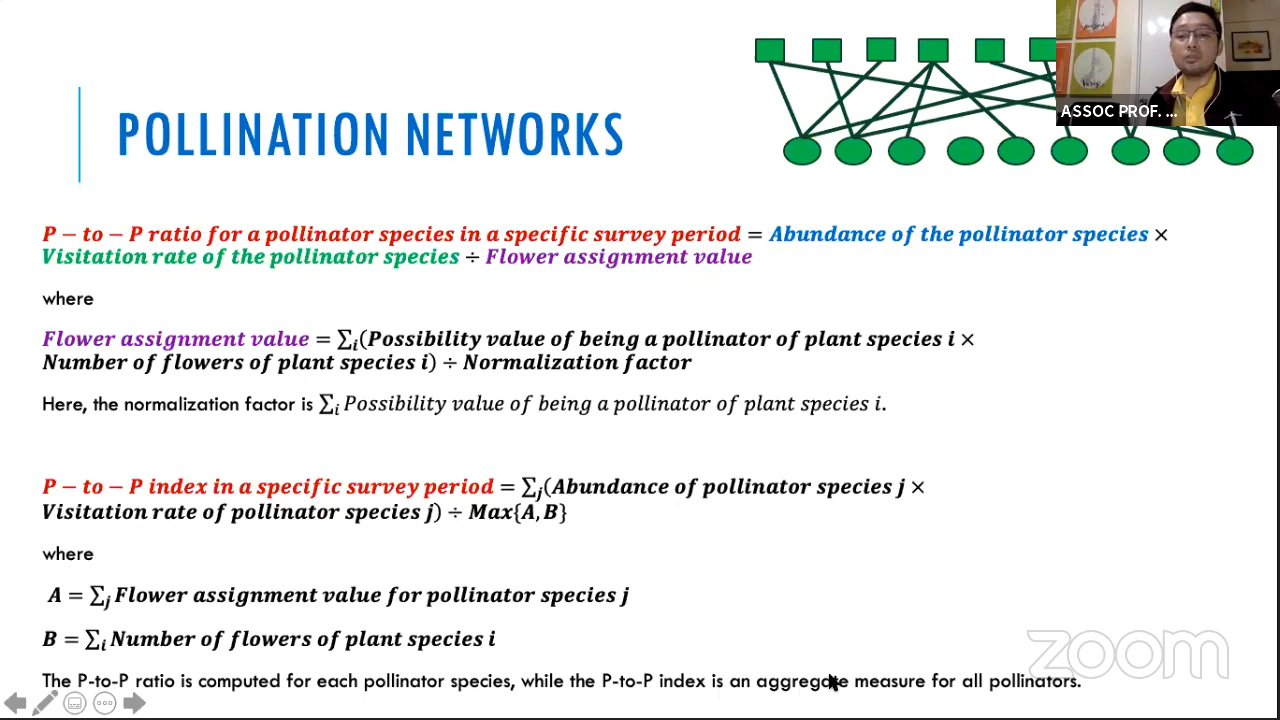 ASSOC PROF. ...
POLLINATION NETWORKS
P − to − P ratio for a pollinator species in a specific survey period = Abundance of the pollinator species ×
Visitation rate of the pollinator species ÷ Flower assignment value
where
Flower assignment value = ∑i(Possibility value of being a pollinator of plant species i ×
Number of flowers of plant species i) ÷ Normalization factor
Here, the normalization factor is ∑i Possibility value of being a pollinator of plant species i.
P − to − P index in a specific survey period = ∑j(Abundance of pollinator species j ×
Visitation rate of pollinator species j) ÷ Max{A, B}
where
A = ∑j Flower assignment value for pollinator species j
B = ∑i Number of flowers of plant species i
The P-to-P ratio is computed for each pollinator species, while the P-to-P index is an aggregate measure for all pollinators.
zoom